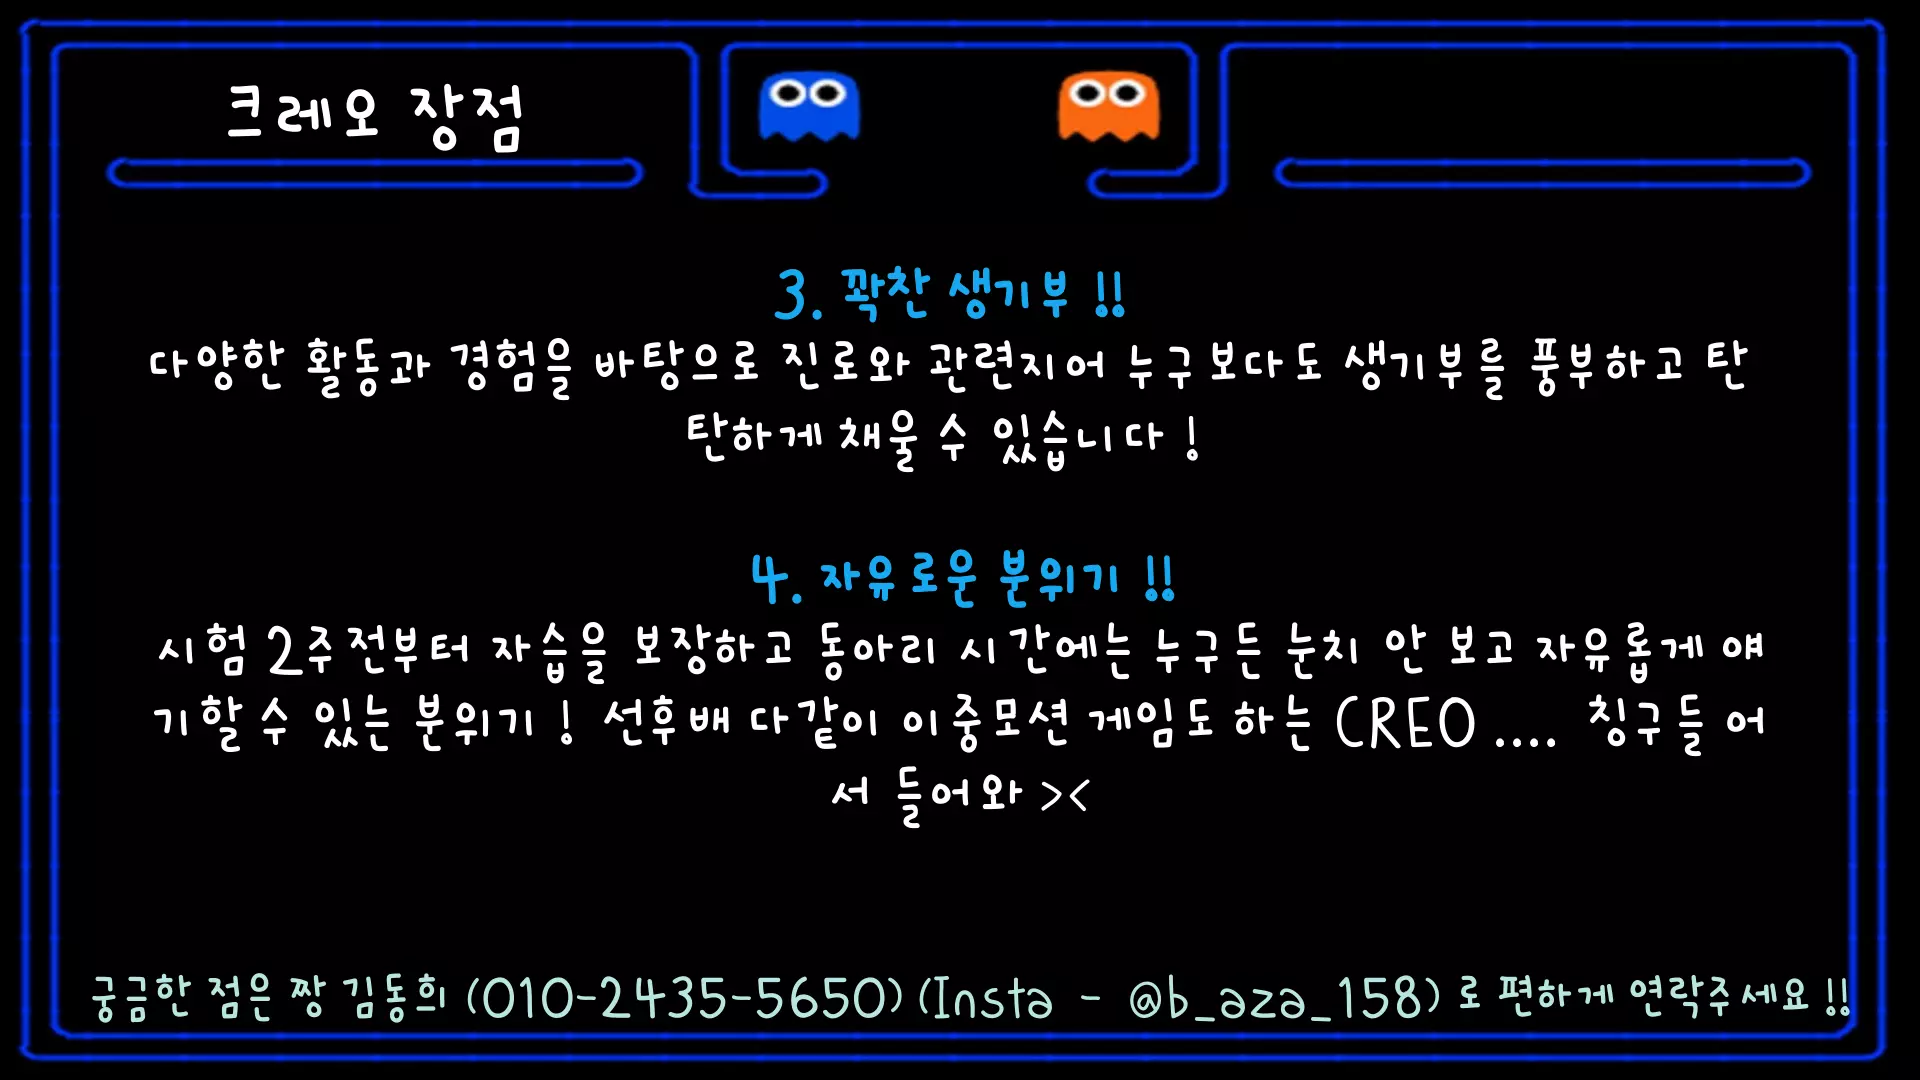 크레오 장점
3. 꽉찬 생기부 !!
다양한 활동과 경험을 바탕으로 진로와 관련지어 누구보다도 생기부를 풍부하고 탄
탄하게 채울 수 있습니다 !
4. 자유로운 분위기 !!
시험 2주전부터 자습을 보장하고 동아리 시간에는 누구든 눈치 안 보고 자유롭게 얘
기할 수 있는 분위기 ! 선후배 다같이 이중모션 게임도 하는 CREO .... 칭구들 어
서 들어와 ><
궁금한 점은 짱 김동희 (010-2435-5650) (Insta - @b_aza_158) 로 편하게 연락주세요 !!